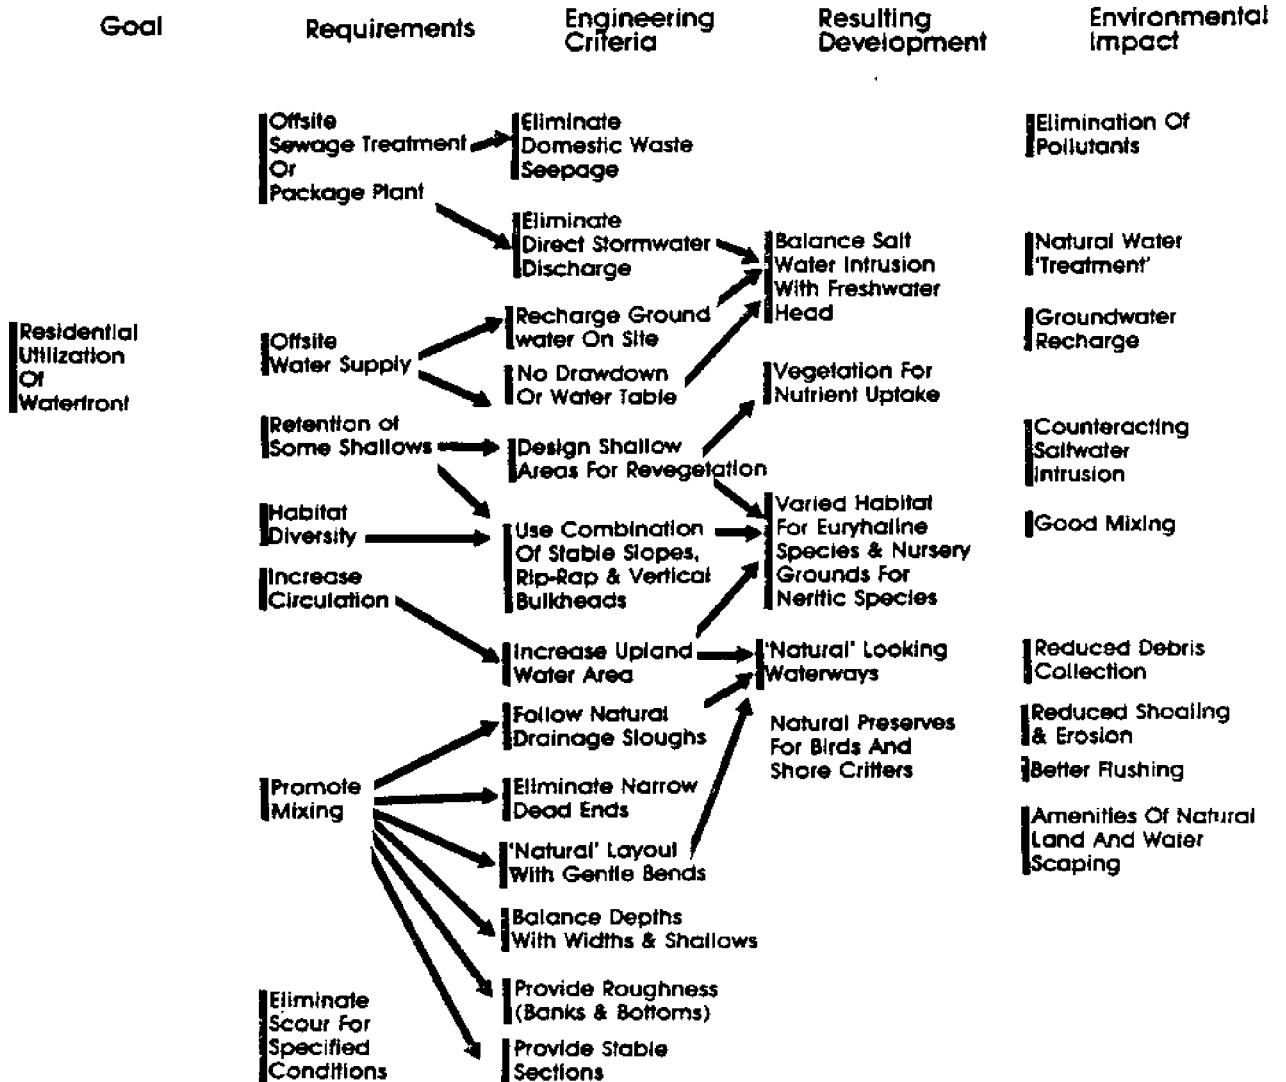 Goal
Requirements
Engineering
Criteria
Resulting
Development
Environmental
Impact
Residential
Utilization
Of
Waterfront
Offsite
Sewage Treatment
Or
Package Plant
Offsite
Water Supply
Retention of
Some Shallows
Habitat
Diversity
Increase
Circulation
Promote
Mixing
Eliminate
Scour For
Specified
Conditions
Eliminate
Domestic Waste
Seepage
Eliminate
Direct Stormwater
Discharge
Recharge Ground
water On Site
No Drawdown
Or Water Table
Design Shallow
Areas For Revegetation
Use Combination
Of Stable Slopes,
Rip-Rap & Vertical
Bulkheads
Increase Upland
Water Area
Follow Natural
Drainage Sloughs
Eliminate Narrow
Dead Ends
'Natural' Layout
With Gentle Bends
Balance Depths
With Widths & Shallows
Provide Roughness
(Banks & Bottoms)
Provide Stable
Sections
Balance Salt
Water Intrusion
With Freshwater
Head
Vegetation For
Nutrient Uptake
Varied Habitat
For Euryhaline
Species & Nursery
Grounds For
Neritic Species
'Natural' Looking
Waterways
Natural Preserves
For Birds And
Shore Critters
Elimination Of
Pollutants
Natural Water
'Treatment'
Groundwater
Recharge
Counteracting
Saltwater
Intrusion
Good Mixing
Reduced Debris
Collection
Reduced Shoaling
& Erosion
Better Flushing
Amenities Of Natural
Land And Water
Scaping